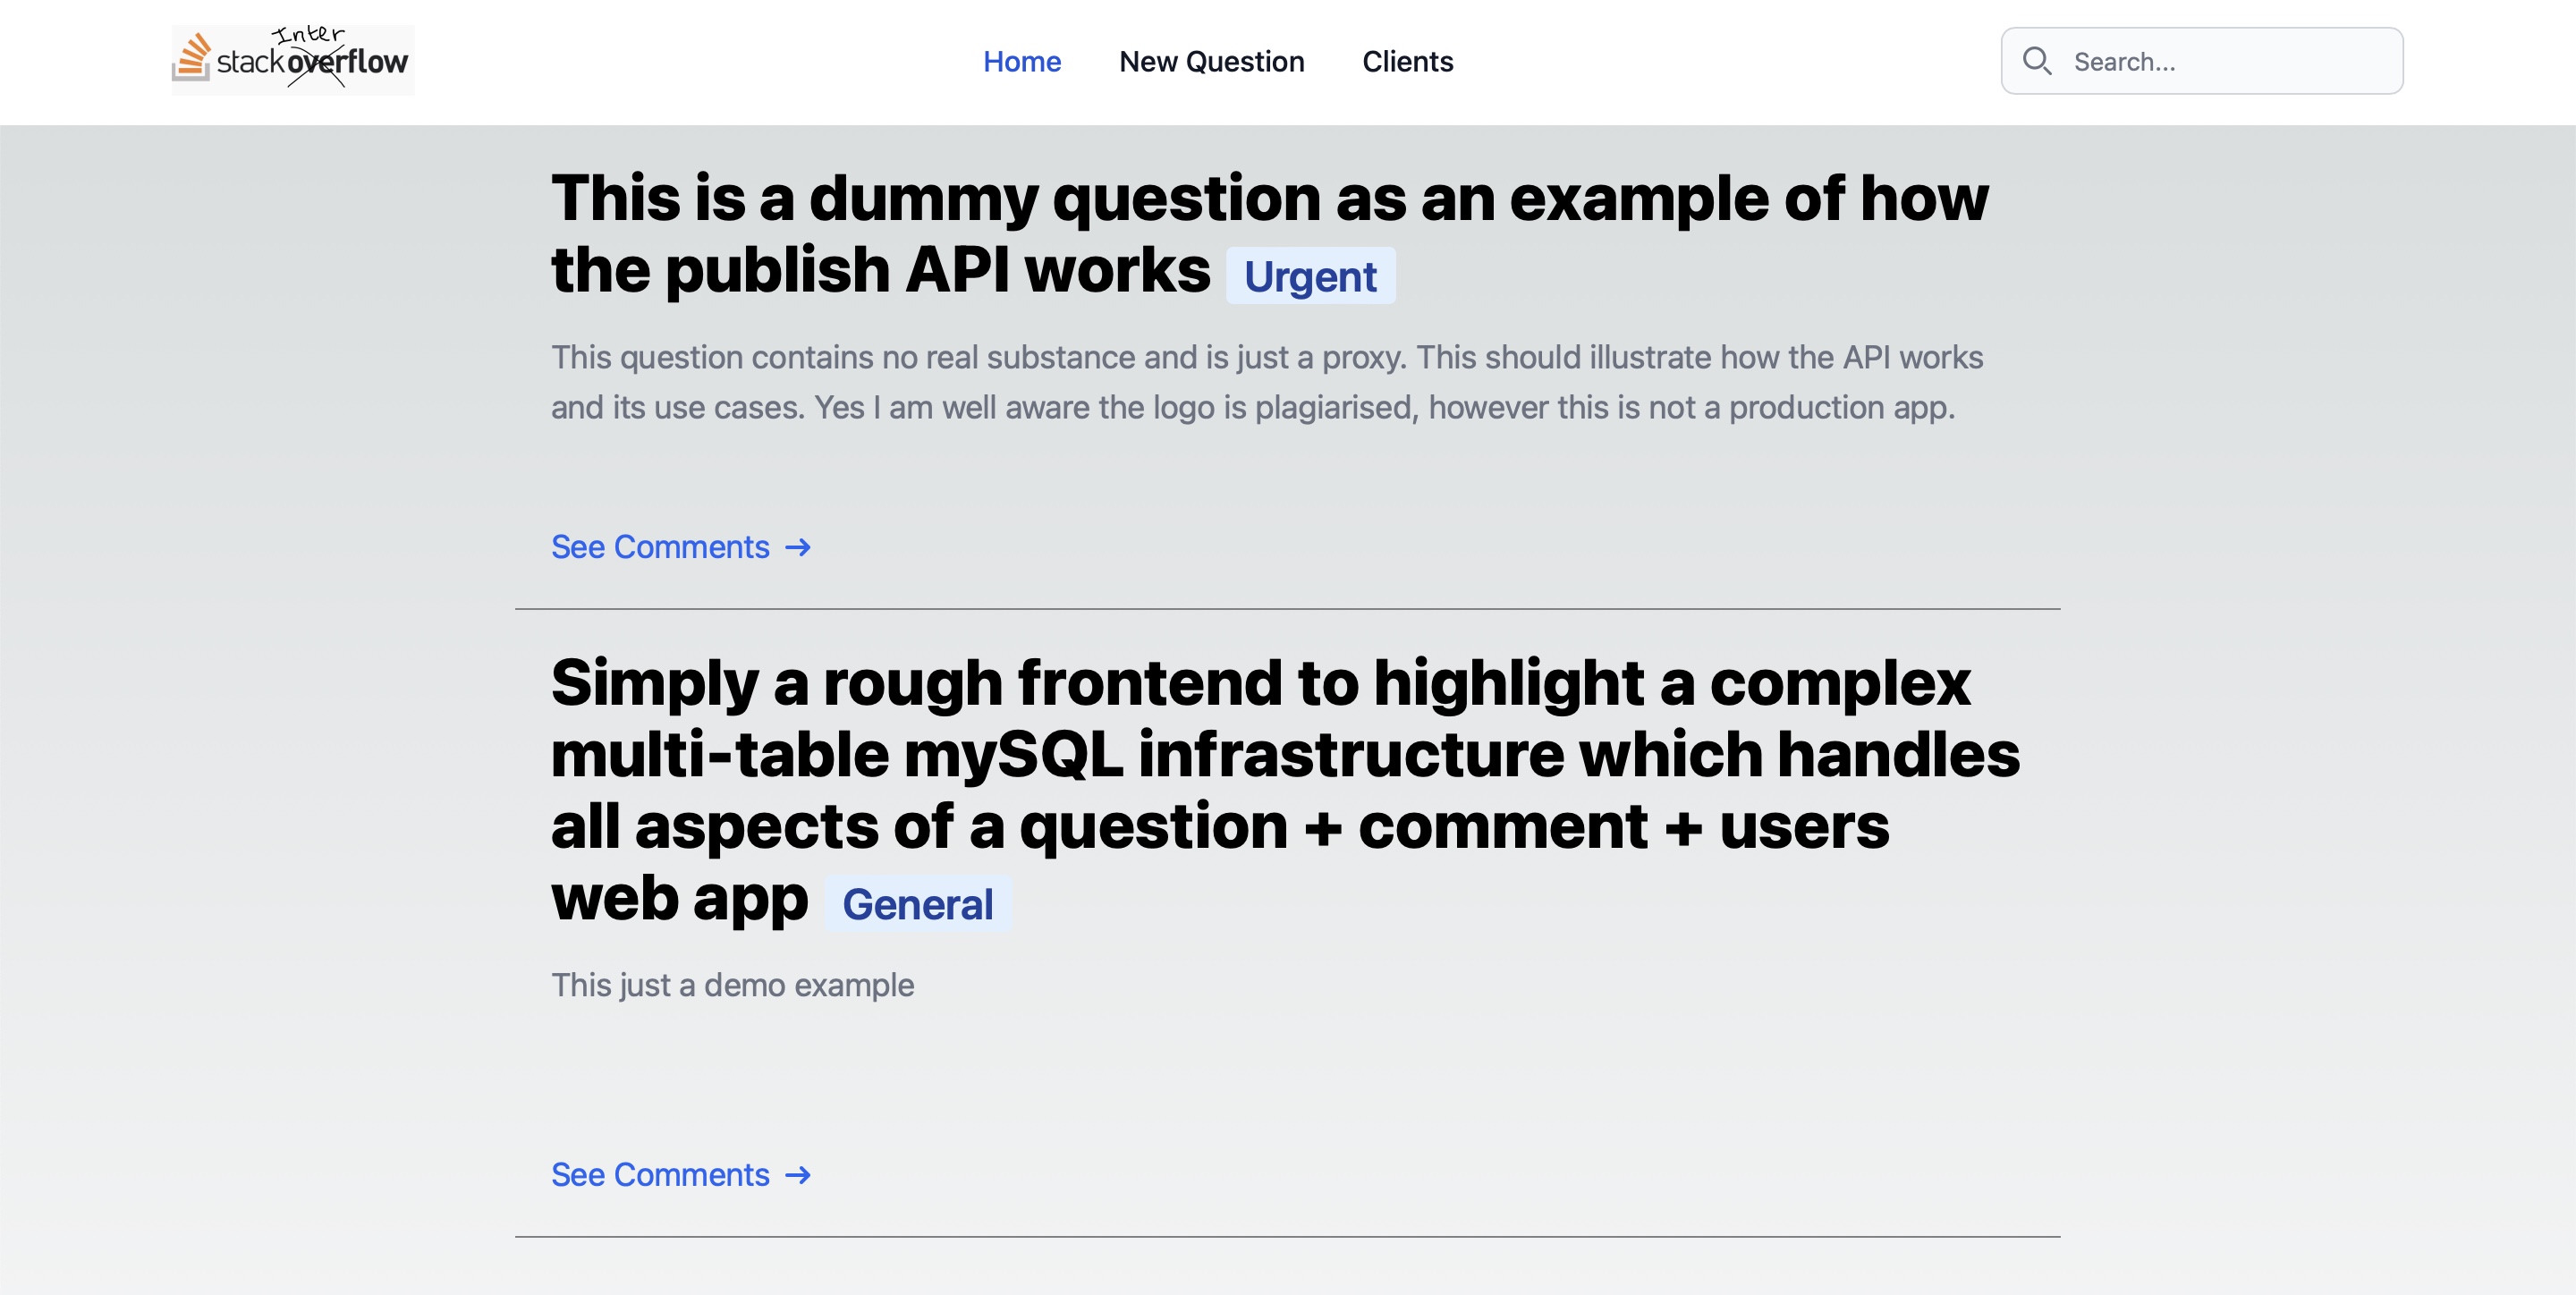 Inter
stackoverflow
Home New Question Clients Search...
This is a dummy question as an example of how
the publish API works Urgent
This question contains no real substance and is just a proxy. This should illustrate how the API works
and its use cases. Yes I am well aware the logo is plagiarised, however this is not a production app.
See Comments →
Simply a rough frontend to highlight a complex
multi-table mySQL infrastructure which handles
all aspects of a question + comment + users
web app General
This just a demo example
See Comments →